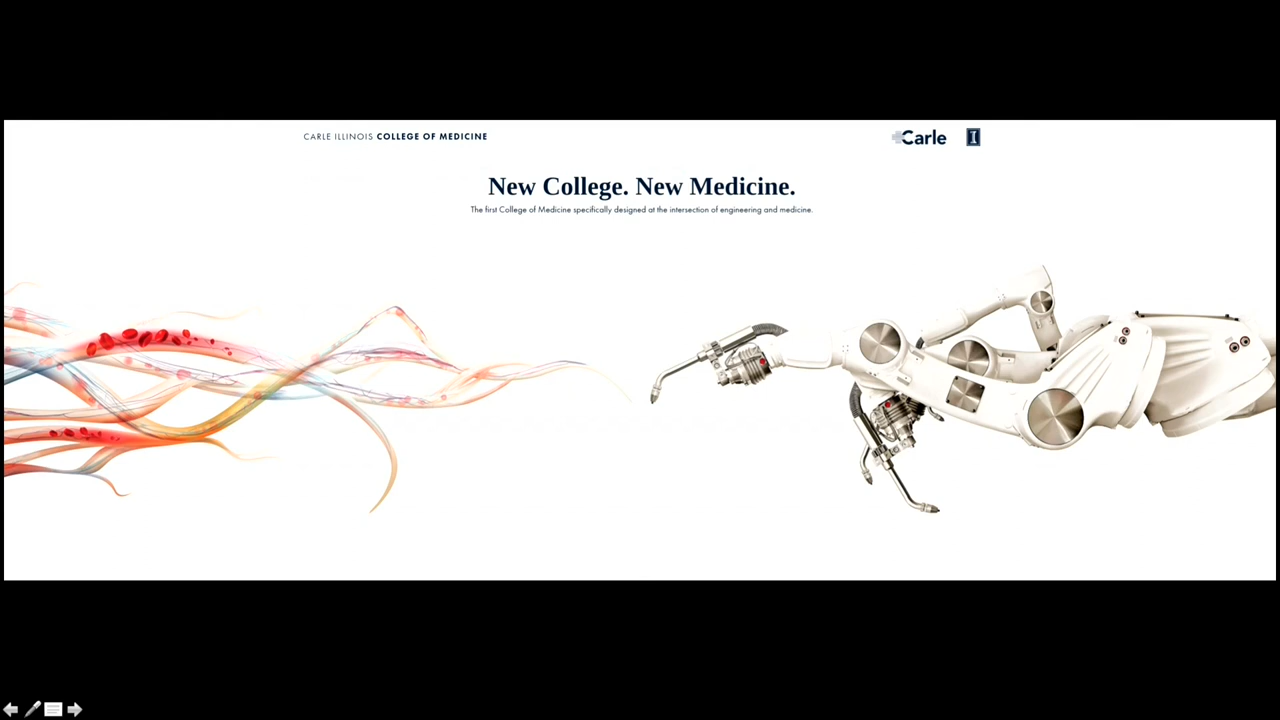 CARLE ILLINOIS COLLEGE OF MEDICINE
Carle I
New College. New Medicine.
The first College of Medicine specifically designed at the intersection of engineering and medicine.